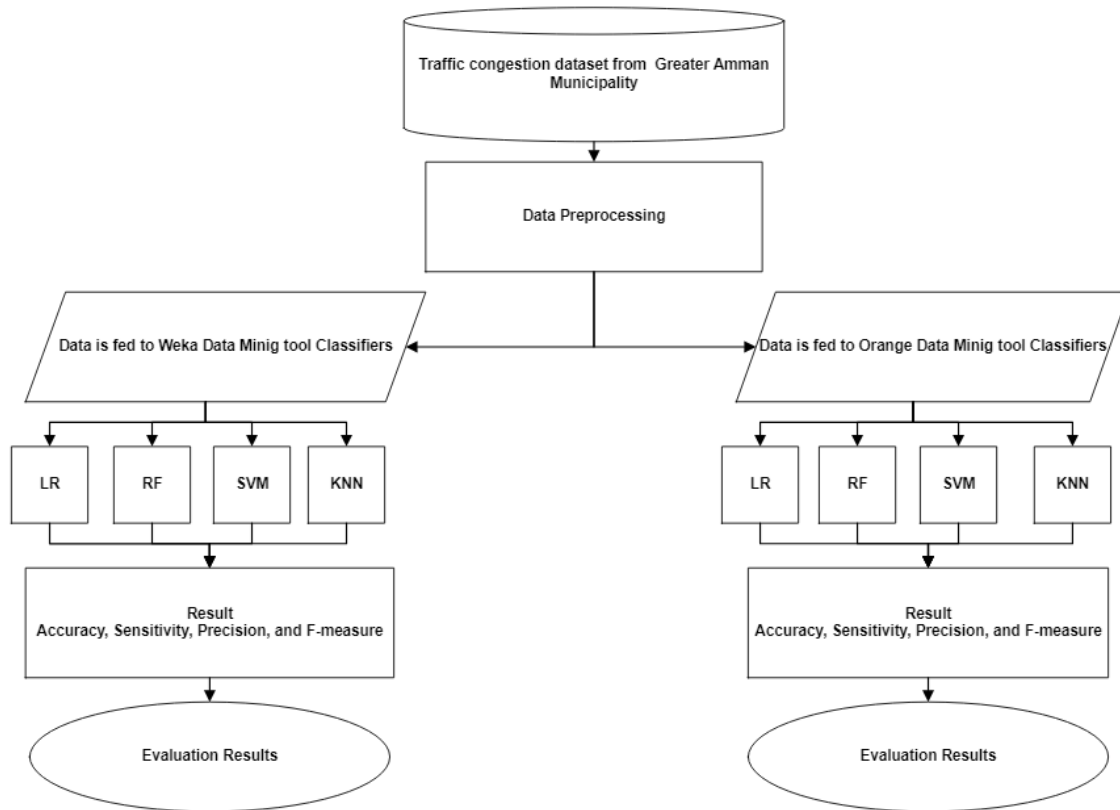 Traffic congestion dataset from Greater Amman
Municipality
Data Preprocessing
Data is fed to Weka Data Minig tool Classifiers
Data is fed to Orange Data Minig tool Classifiers
LR
RF
SVM
KNN
LR
RF
SVM
KNN
Result
Accuracy, Sensitivity, Precision, and F-measure
Result
Accuracy, Sensitivity, Precision, and F-measure
Evaluation Results
Evaluation Results